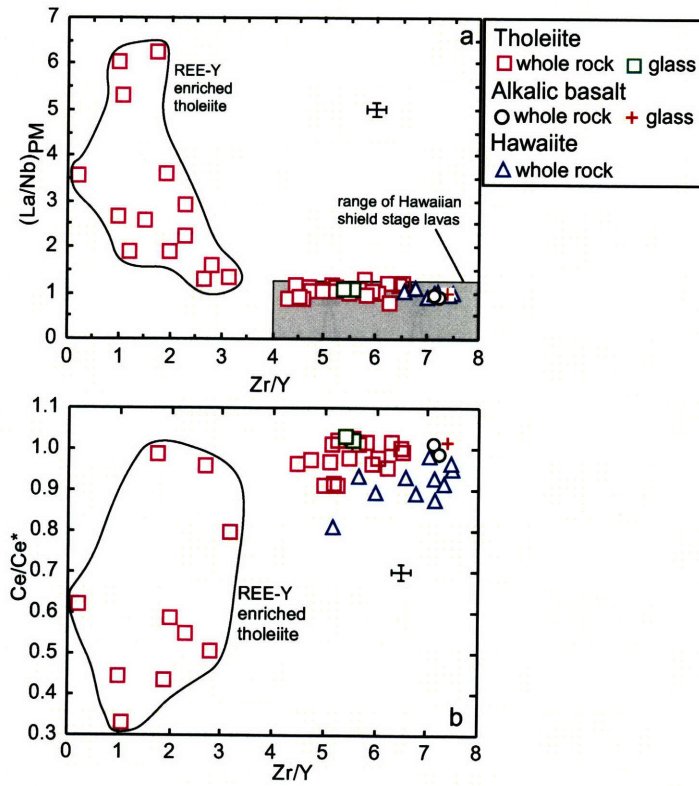 7
6
5
4
3
2
1
0
(La/Nb)PM
a
REE-Y
enriched
tholeiite
range of Hawaiian
shield stage lavas
0 1 2 3 4 5 6 7 8
Zr/Y
Tholeiite
whole rock glass
Alkalic basalt
whole rock glass
Hawaiite
whole rock
1.1
1.0
0.9
0.8
0.7
0.6
0.5
0.4
0.3
Ce/Ce*
REE-Y
enriched
tholeiite
b
0 1 2 3 4 5 6 7 8
Zr/Y